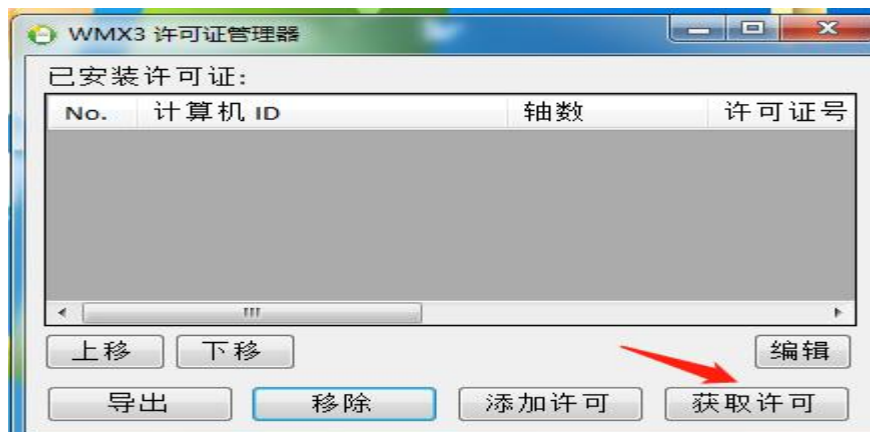 WMX3 许可证管理器
已安装许可证:
No. 计算机 ID 轴数 许可证号
上移 下移 编辑
导出 移除 添加许可 获取许可